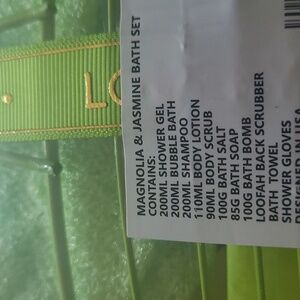 LO
MAGNOLIA & JASMINE BATH SET
CONTAINS:
200ML SHOWER GEL
200ML BUBBLE BATH
200ML SHAMPOO
110ML BODY LOTION
90ML BODY SCRUB
100G BATH SALT
85G BATH SOAP
100G BATH BOMB
LOOFAH BACK SCRUBBER
BATH TOWEL
SHOWER GLOVES